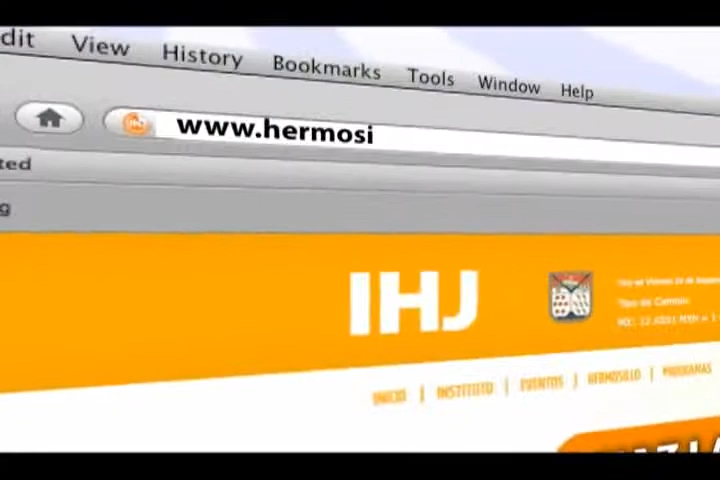 dit View History Bookmarks Tools Window Help
www.hermosi
ted
g
IHJ
INICIO | INSTITUTO | EVENTOS | HERMOSILLO | PROGRAMAS